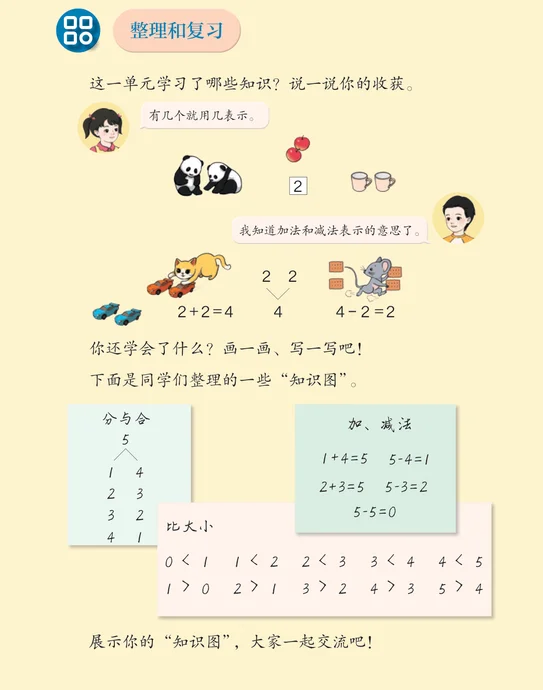 整理和复习
这一单元学习了哪些知识？说一说你的收获。
有几个就用几表示。
2
我知道加法和减法表示的意思了。
2 2
2+2=4 4 4-2=2
你还学会了什么？画一画、写一写吧！
下面是同学们整理的一些“知识图”。
分与合
5
1 4
2 3
3 2
4 1
加、减法
1+4=5 5-4=1
2+3=5 5-3=2
5-5=0
比大小
0<1 1<2 2<3 3<4 4<5
1>0 2>1 3>2 4>3 5>4
展示你的“知识图”，大家一起交流吧！